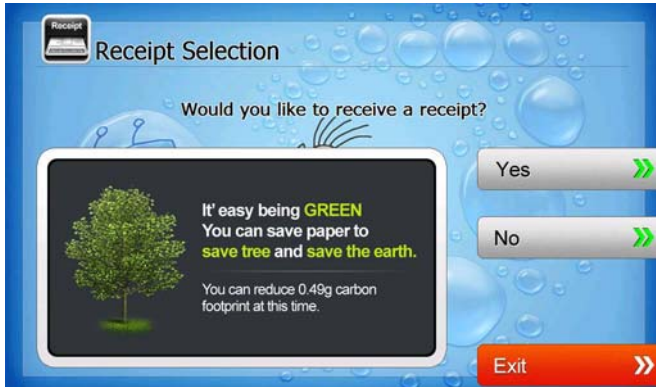 Receipt
Receipt Selection
Would you like to receive a receipt?
It' easy being GREEN
You can save paper to
save tree and save the earth.
You can reduce 0.49g carbon
footprint at this time.
Yes
No
Exit